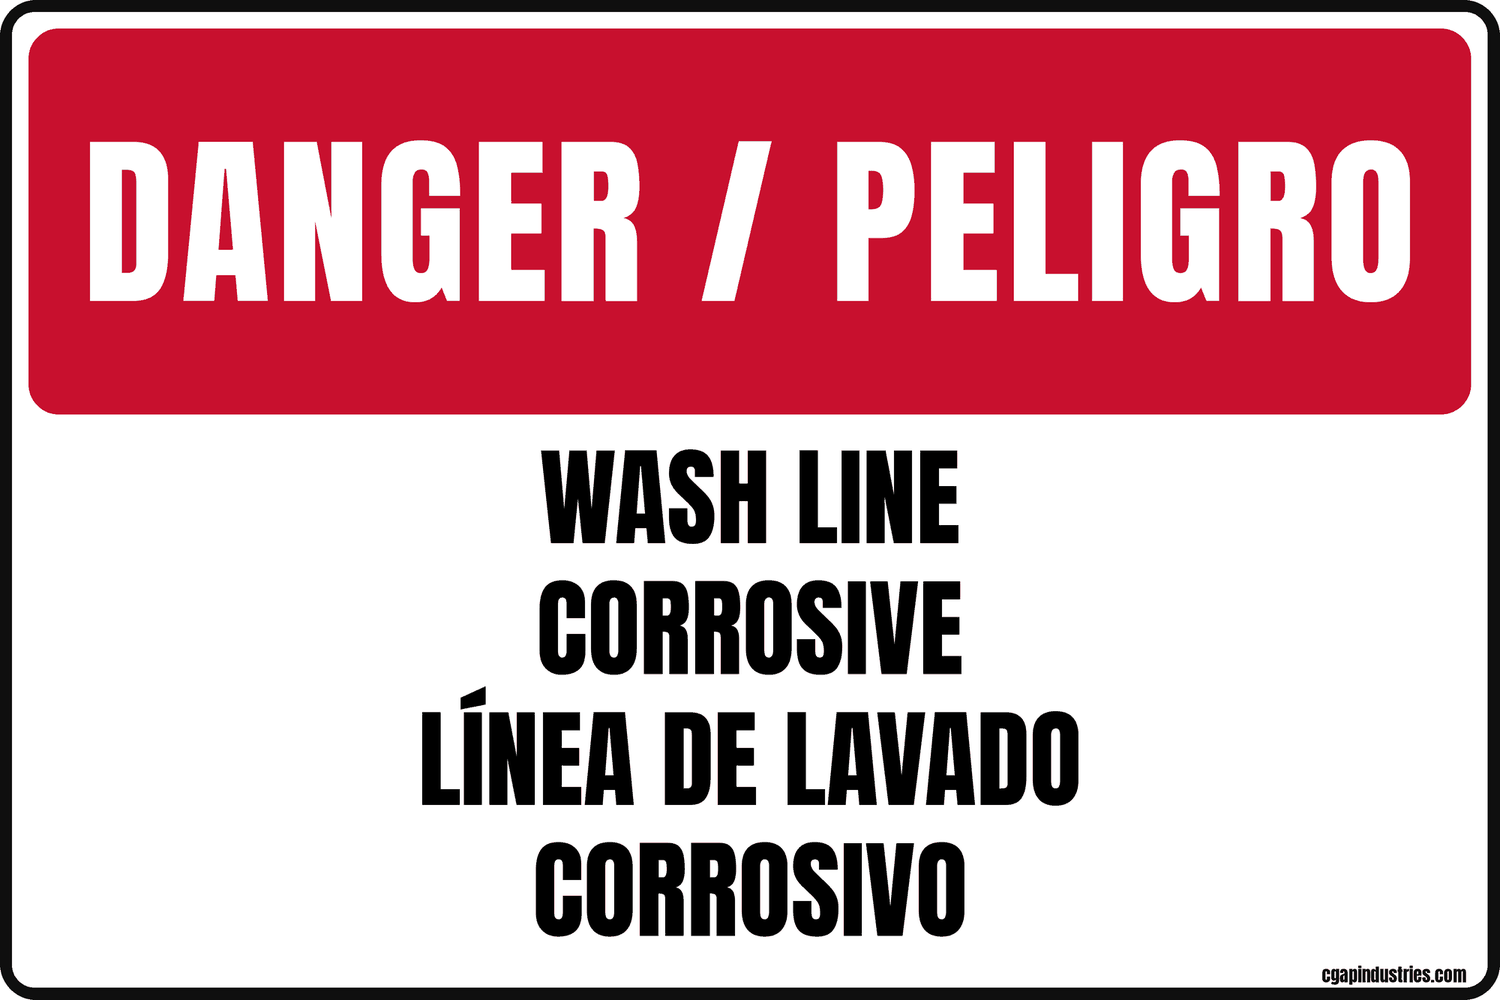 DANGER / PELIGRO
WASH LINE
CORROSIVE
LÍNEA DE LAVADO
CORROSIVO
cgapindustries.com